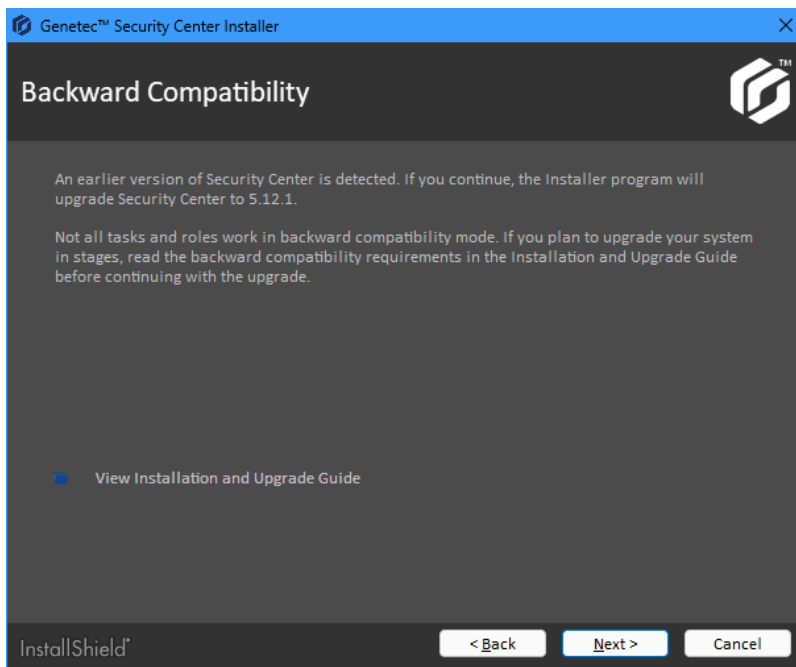 Genetec™ Security Center Installer
Backward Compatibility
TM
An earlier version of Security Center is detected. If you continue, the Installer program will
upgrade Security Center to 5.12.1.
Not all tasks and roles work in backward compatibility mode. If you plan to upgrade your system
in stages, read the backward compatibility requirements in the Installation and Upgrade Guide
before continuing with the upgrade.
View Installation and Upgrade Guide
InstallShield
< Back
Next >
Cancel